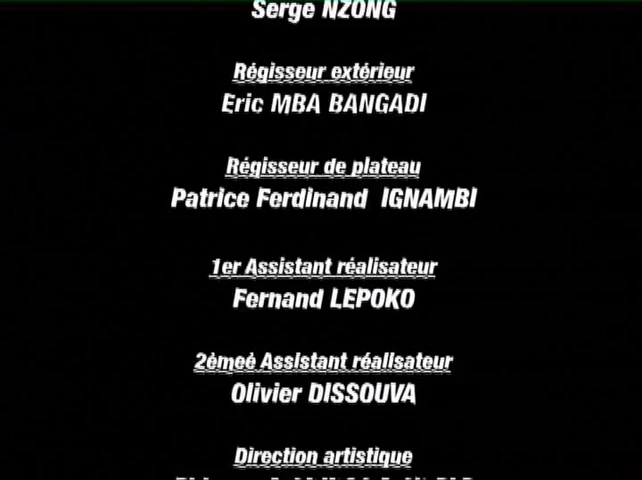 Serge NZONG
Régisseur extérieur
Eric MBA BANGADI
Régisseur de plateau
Patrice Ferdinand IGNAMBI
1er Assistant réalisateur
Fernand LEPOKO
2èmeè Assistant réalisateur
Olivier DISSOUVA
Direction artistique